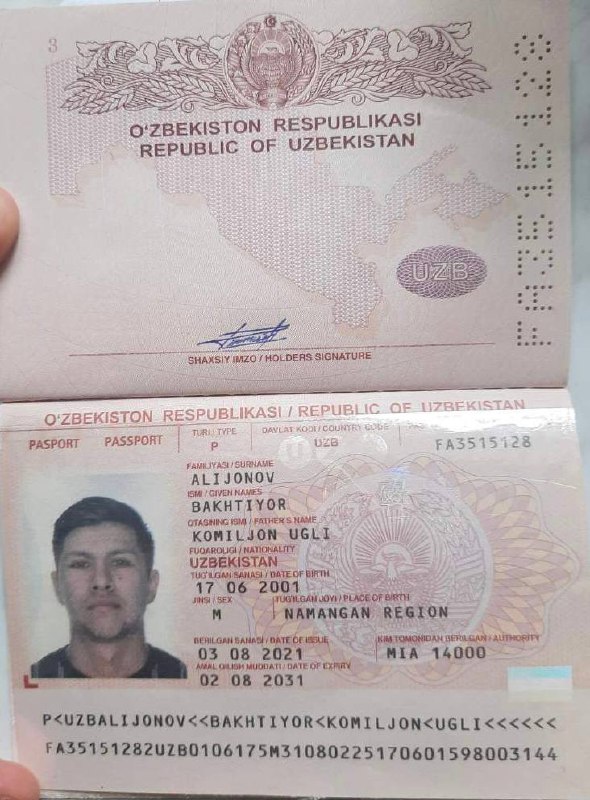 3
O'ZBEKISTON RESPUBLIKASI
REPUBLIC OF UZBEKISTAN
UZB
FA3515128
SHAXSIY IMZO / HOLDERS SIGNATURE
O'ZBEKISTON RESPUBLIKASI / REPUBLIC OF UZBEKISTAN
PASPORT PASSPORT
TURI, TYPE
P
DAVLAT KODI / COUNTRY CODE
UZB
FA3515128
FAMILIYASI / SURNAME
ALIJONOV
ISMI / GIVEN NAMES
BAKHTIYOR
OTASINING ISMI / FATHER'S NAME
KOMILJON UGLI
FUQAROLIGI / NATIONALITY
UZBEKISTAN
TUG'ILGAN SANASI / DATE OF BIRTH
17 06 2001
JINSI / SEX
M
TUG'ILGAN JOYI / PLACE OF BIRTH
NAMANGAN REGION
BERILGAN SANASI / DATE OF ISSUE
03 08 2021
KIM TOMONIDAN BERILGAN / AUTHORITY
MIA 14000
AMAL QILISH MUDDATI / DATE OF EXPIRY
02 08 2031
P<UZBALIJONOV<<BAKHTIYOR<KOMILJON<UGLI<<<<<<
FA35151282UZB0106175M31080225170601598003144